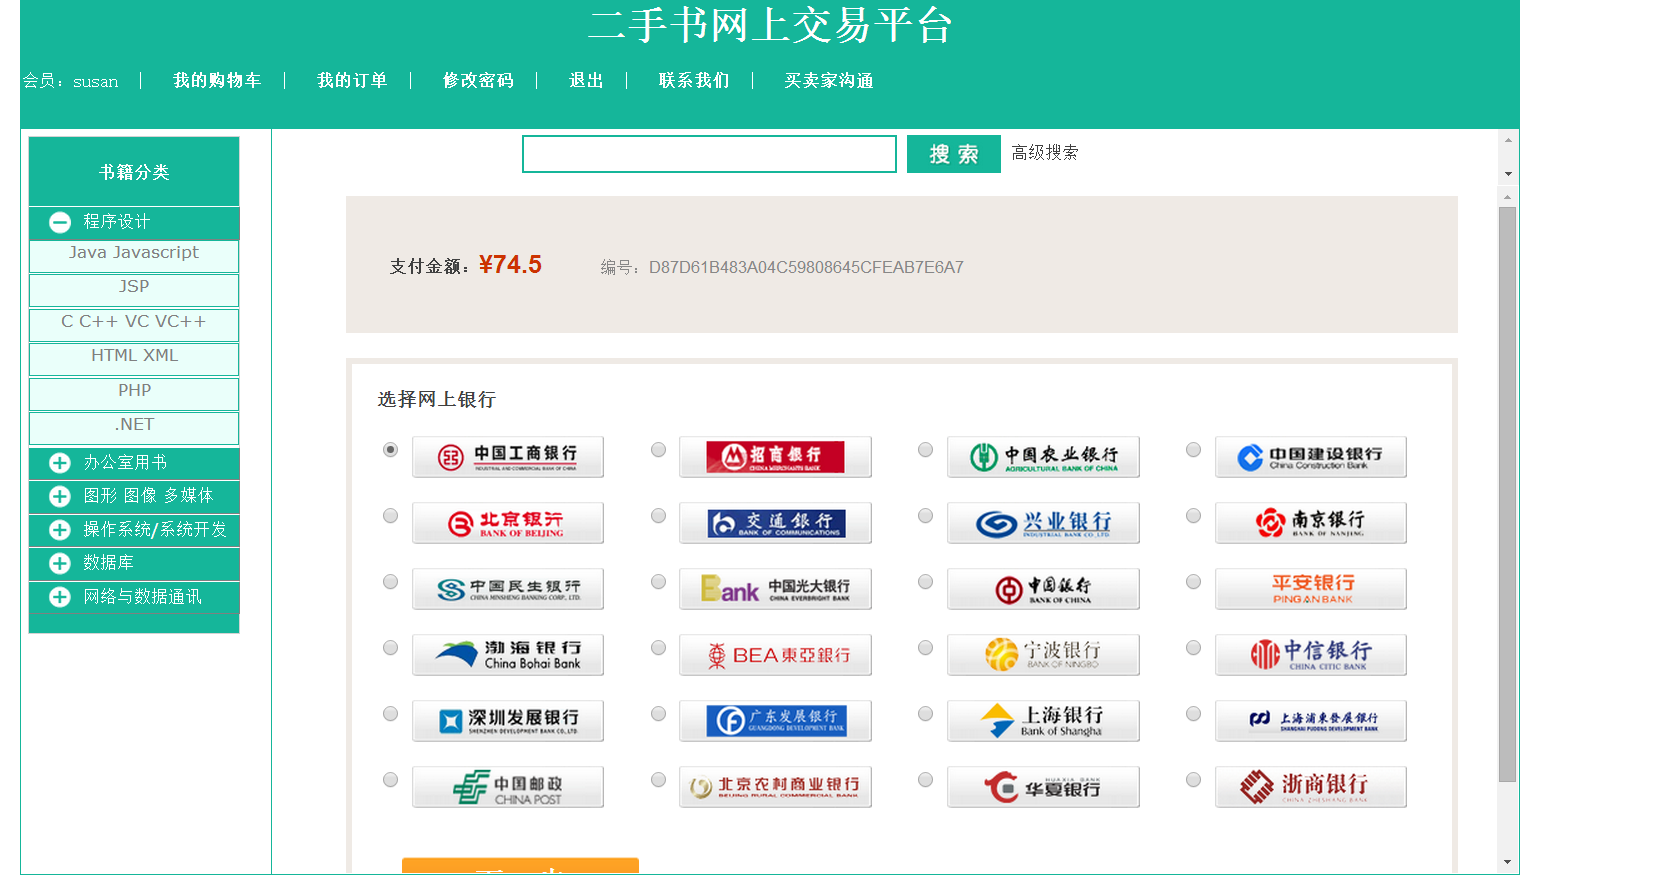 二手书网上交易平台
会员：susan ｜ 我的购物车 ｜ 我的订单 ｜ 修改密码 ｜ 退出 ｜ 联系我们 ｜ 买卖家沟通
搜 索 高级搜索
书籍分类
程序设计
Java Javascript
JSP
C C++ VC VC++
HTML XML
PHP
.NET
办公室用书
图形 图像 多媒体
操作系统/系统开发
数据库
网络与数据通讯
支付金额：¥74.5 编号：D87D61B483A04C59808645CFEAB7E6A7
选择网上银行
中国工商银行
INDUSTRIAL AND COMMERCIAL BANK OF CHINA
招商银行
CHINA MERCHANTS BANK
中国农业银行
AGRICULTURAL BANK OF CHINA
中国建设银行
China Construction Bank
北京银行
BANK OF BEIJING
交通银行
BANK OF COMMUNICATIONS
兴业银行
INDUSTRIAL BANK CO.,LTD.
南京银行
BANK OF NANJING
中国民生银行
CHINA MINSHENG BANKING CORP., LTD.
Bank 中国光大银行
CHINA EVERBRIGHT BANK
中国银行
BANK OF CHINA
平安银行
PINGAN BANK
渤海银行
China Bohai Bank
BEA東亞銀行
宁波银行
BANK OF NINGBO
中信银行
CHINA CITIC BANK
深圳发展银行
SHENZHEN DEVELOPMENT BANK CO., LTD.
广东发展银行
GUANGDONG DEVELOPMENT BANK
上海银行
Bank of Shanghai
上海浦東發展銀行
SHANGHAI PUDONG DEVELOPMENT BANK
中国邮政
CHINA POST
北京农村商业银行
BEIJING RURAL COMMERCIAL BANK
HUAXIA BANK
华夏银行
浙商银行
CHINA ZHESHANG BANK